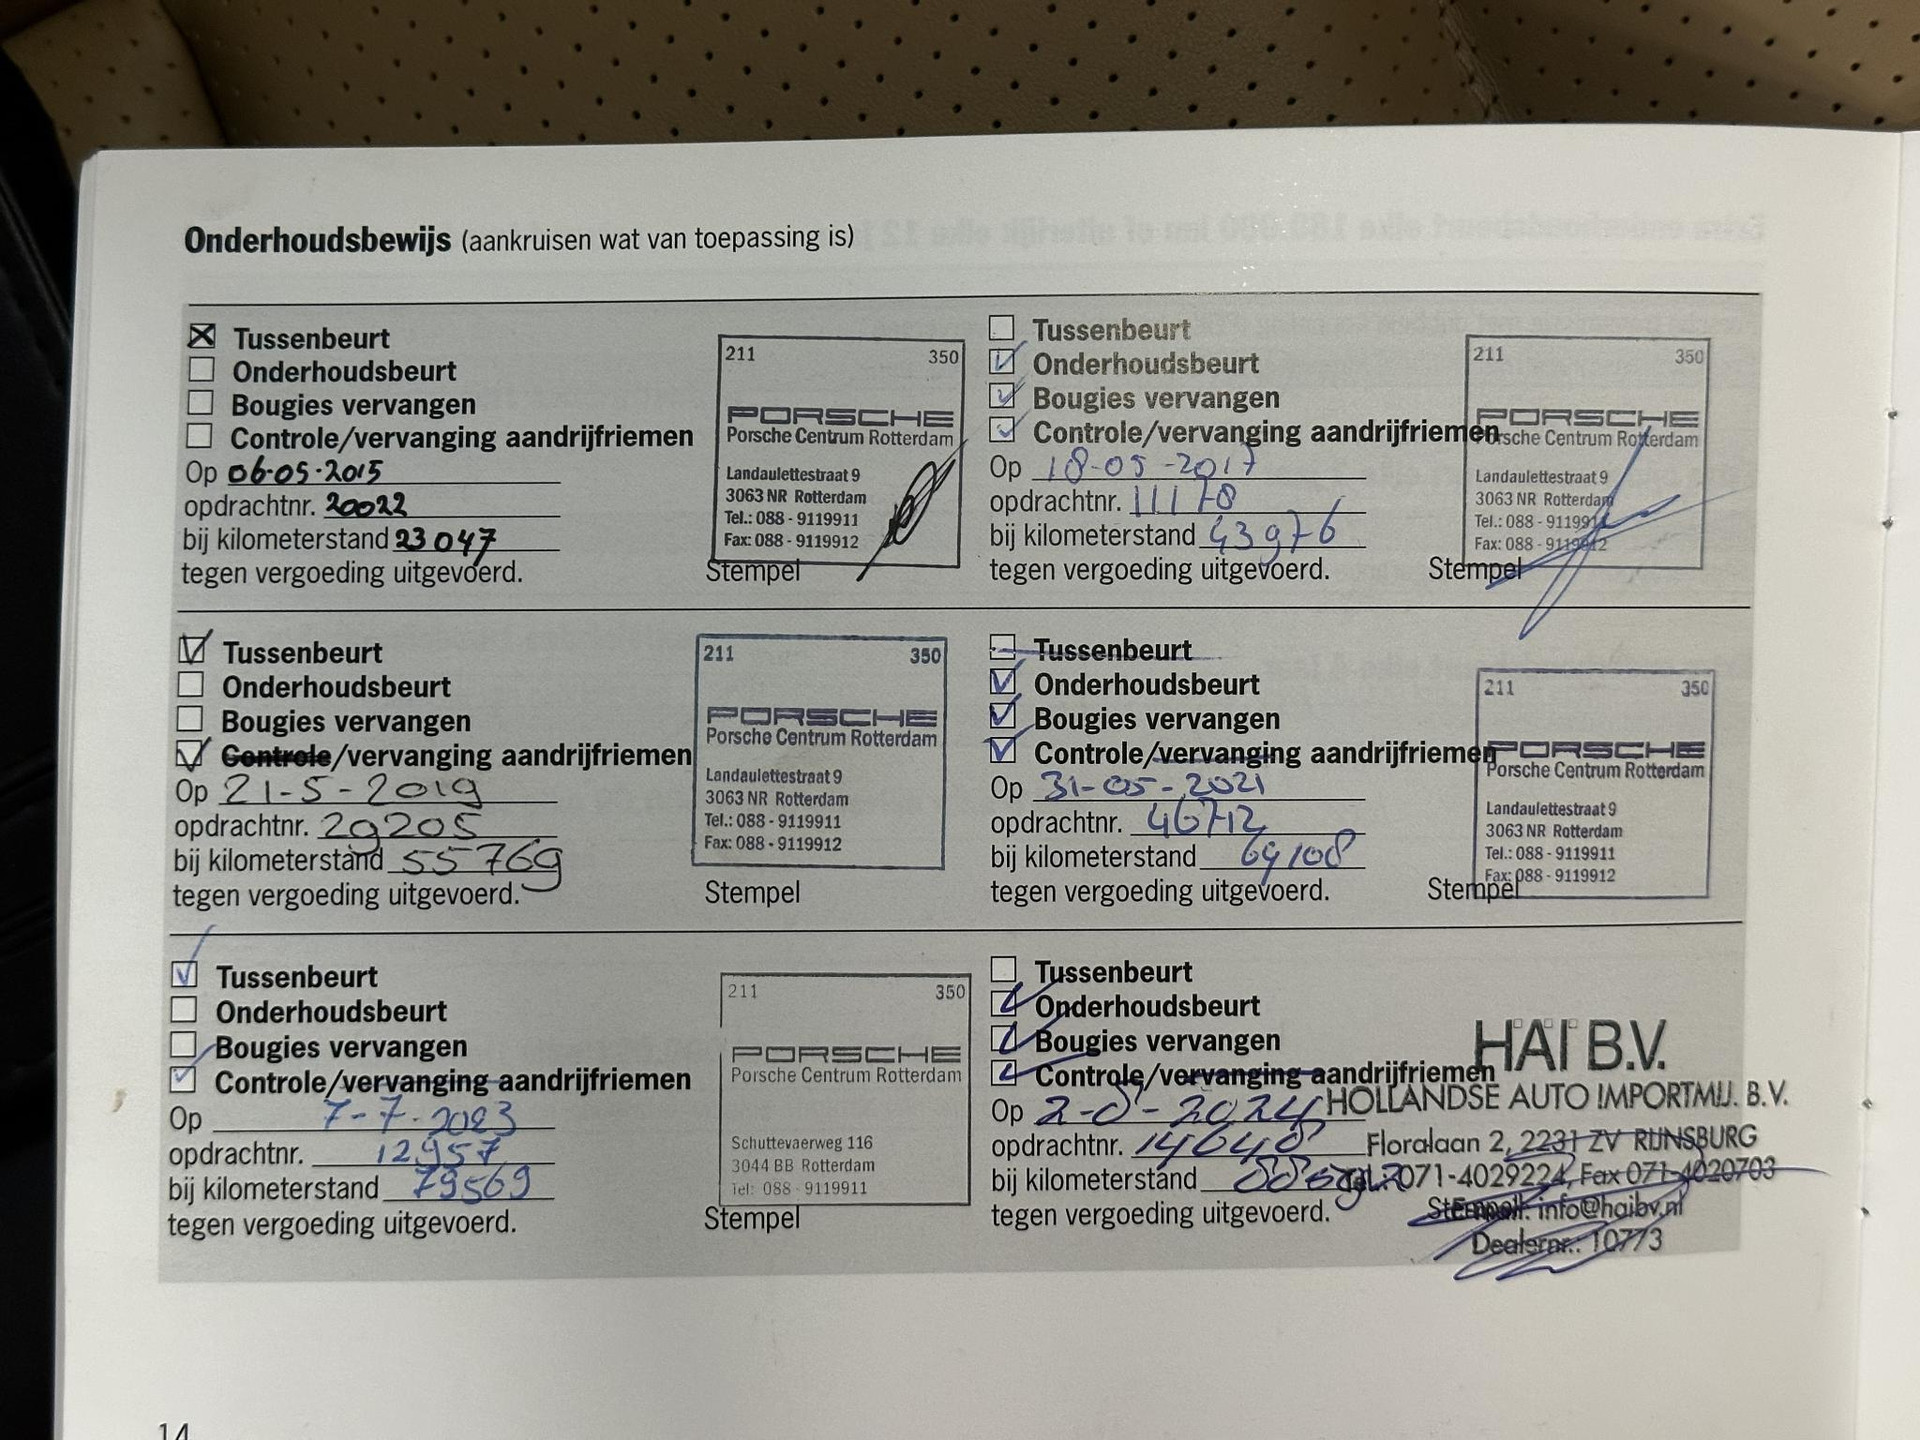 Onderhoudsbewijs (aankruisen wat van toepassing is)
Tussenbeurt
Onderhoudsbeurt
Bougies vervangen
Controle/vervanging aandrijfriemen
Op 06-05-2015
opdrachtnr. 20022
bij kilometerstand 23047
tegen vergoeding uitgevoerd.
211 350
PORSCHE
Porsche Centrum Rotterdam
Landaulettestraat 9
3063 NR Rotterdam
Tel.: 088 - 9119911
Fax: 088 - 9119912
Stempel
Tussenbeurt
Onderhoudsbeurt
Bougies vervangen
Controle/vervanging aandrijfriemen
Op 18-05-2017
opdrachtnr. 11178
bij kilometerstand 43976
tegen vergoeding uitgevoerd.
211 350
PORSCHE
Porsche Centrum Rotterdam
Landaulettestraat 9
3063 NR Rotterdam
Tel.: 088 - 9119911
Fax: 088 - 9119912
Stempel
Tussenbeurt
Onderhoudsbeurt
Bougies vervangen
Controle/vervanging aandrijfriemen
Op 21-5-2019
opdrachtnr. 29205
bij kilometerstand 55769
tegen vergoeding uitgevoerd.
211 350
PORSCHE
Porsche Centrum Rotterdam
Landaulettestraat 9
3063 NR Rotterdam
Tel.: 088 - 9119911
Fax: 088 - 9119912
Stempel
Tussenbeurt
Onderhoudsbeurt
Bougies vervangen
Controle/vervanging aandrijfriemen
Op 31-05-2021
opdrachtnr. 46712
bij kilometerstand 69108
tegen vergoeding uitgevoerd.
211 350
PORSCHE
Porsche Centrum Rotterdam
Landaulettestraat 9
3063 NR Rotterdam
Tel.: 088 - 9119911
Fax: 088 - 9119912
Stempel
Tussenbeurt
Onderhoudsbeurt
Bougies vervangen
Controle/vervanging aandrijfriemen
Op 7-7-2023
opdrachtnr. 12957
bij kilometerstand 79569
tegen vergoeding uitgevoerd.
211 350
PORSCHE
Porsche Centrum Rotterdam
Schuttevaerweg 116
3044 BB Rotterdam
Tel: 088 - 9119911
Stempel
Tussenbeurt
Onderhoudsbeurt
Bougies vervangen
Controle/vervanging aandrijfriemen
Op 2-8-2024
opdrachtnr. 14648
bij kilometerstand
tegen vergoeding uitgevoerd.
HAI B.V.
HOLLANDSE AUTO IMPORTMIJ. B.V.
Floralaan 2, 2231 ZV RIJNSBURG
Tel. 071-4029224, Fax 071-4020703
Stempel
E-mail: info@haibv.nl
Dealernr.: 10773
14